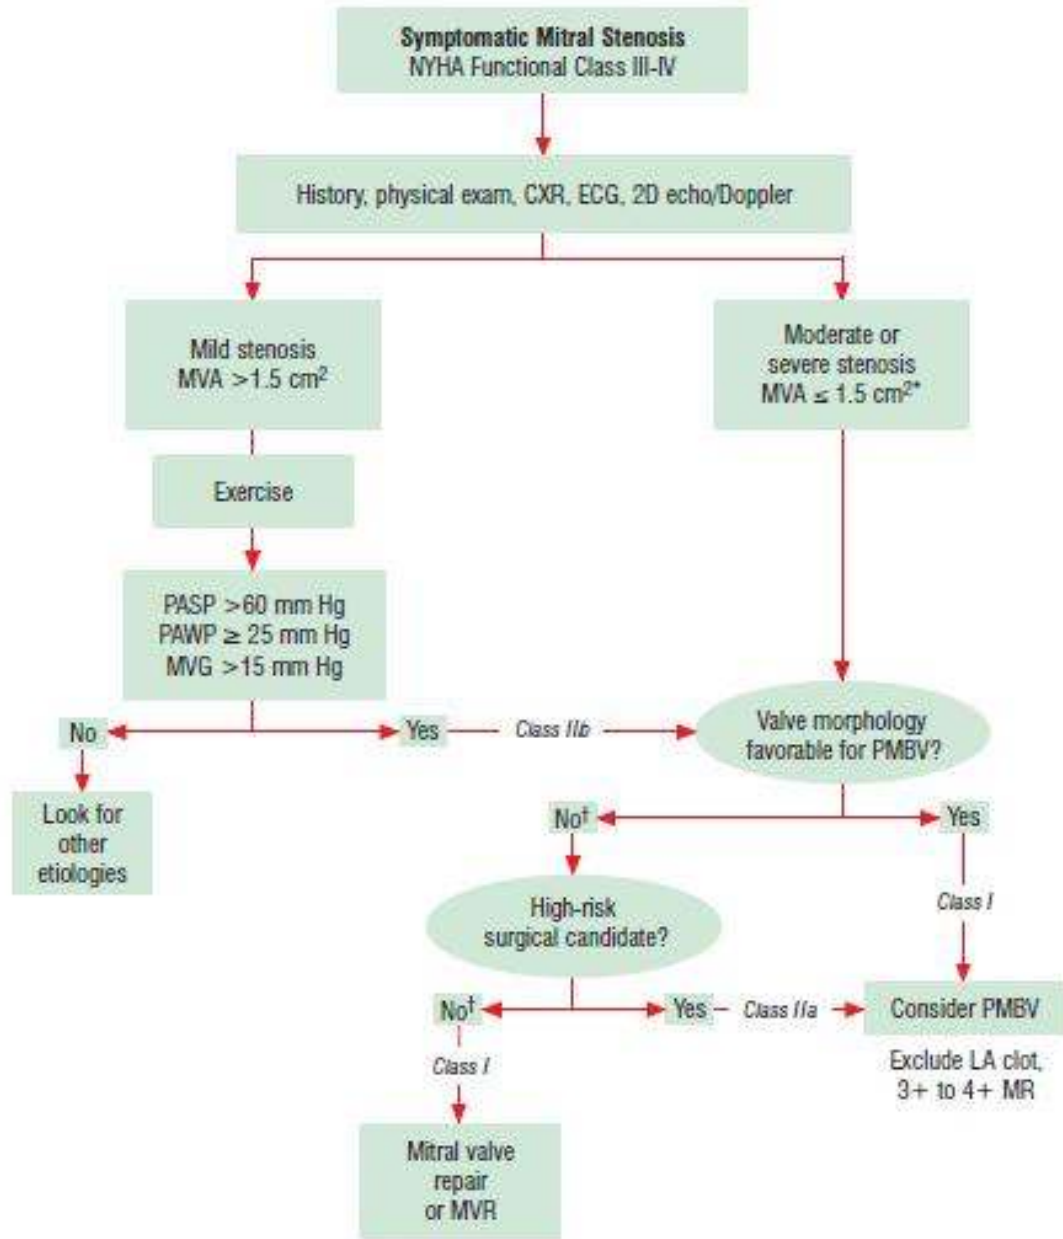 Symptomatic Mitral Stenosis
NYHA Functional Class III-IV
History, physical exam, CXR, ECG, 2D echo/Doppler
Mild stenosis
MVA >1.5 cm²
Moderate or
severe stenosis
MVA ≤ 1.5 cm²*
Exercise
PASP >60 mm Hg
PAWP ≥ 25 mm Hg
MVG >15 mm Hg
No
Yes
Class IIb
Valve morphology
favorable for PMBV?
Look for
other
etiologies
No†
Yes
High-risk
surgical candidate?
Class I
No†
Yes
Class IIa
Consider PMBV
Exclude LA clot,
3+ to 4+ MR
Class I
Mitral valve
repair
or MVR